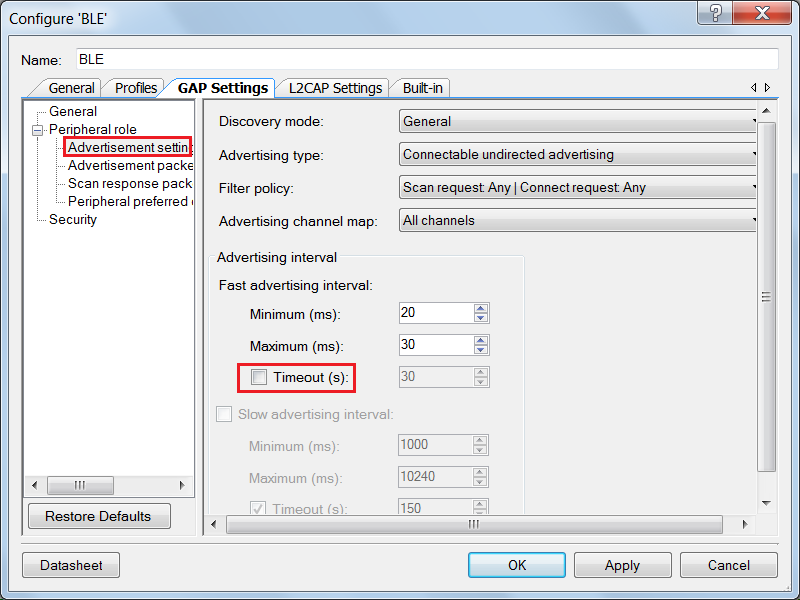 Configure 'BLE'
Name: BLE
General Profiles GAP Settings L2CAP Settings Built-in
General
Peripheral role
Advertisement settin
Advertisement packe
Scan response pack
Peripheral preferred
Security
Restore Defaults
Discovery mode: General
Advertising type: Connectable undirected advertising
Filter policy: Scan request: Any | Connect request: Any
Advertising channel map: All channels
Advertising interval
Fast advertising interval:
Minimum (ms): 20
Maximum (ms): 30
Timeout (s): 30
Slow advertising interval:
Minimum (ms): 1000
Maximum (ms): 10240
Timeout (s): 150
Datasheet OK Apply Cancel